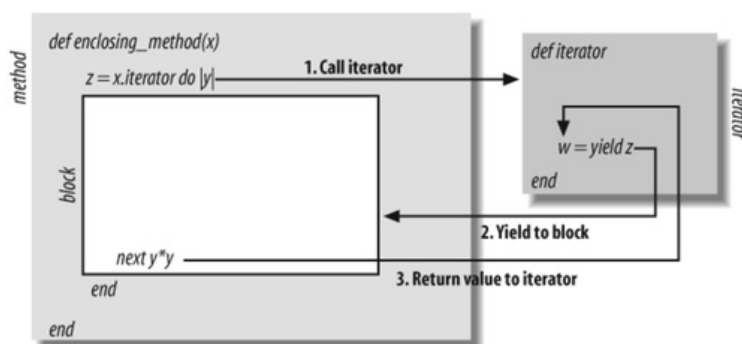 def enclosing_method(x)
z = x.iterator do |y|
1. Call iterator
def iterator
method
iterator
w = yield z
end
block
2. Yield to block
next y*y
3. Return value to iterator
end
end